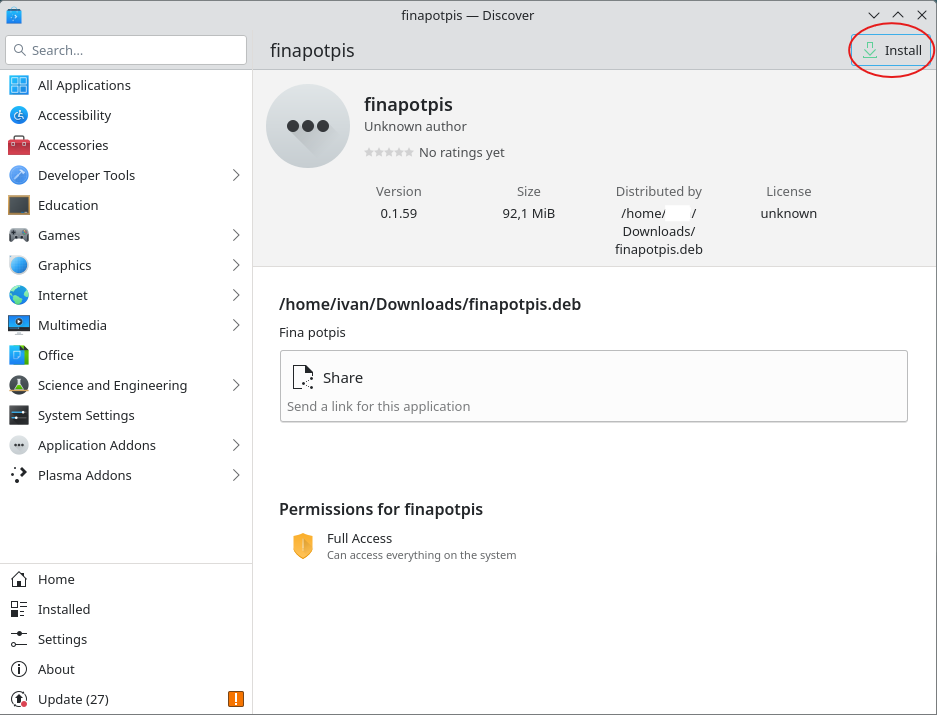 finapotpis — Discover
Search...
finapotpis
Install
All Applications
Accessibility
Accessories
Developer Tools
Education
Games
Graphics
Internet
Multimedia
Office
Science and Engineering
System Settings
Application Addons
Plasma Addons
Home
Installed
Settings
About
Update (27)
finapotpis
Unknown author
No ratings yet
Version
Size
Distributed by
License
0.1.59
92,1 MiB
/home/ /
Downloads/
finapotpis.deb
unknown
/home/ivan/Downloads/finapotpis.deb
Fina potpis
Share
Send a link for this application
Permissions for finapotpis
Full Access
Can access everything on the system